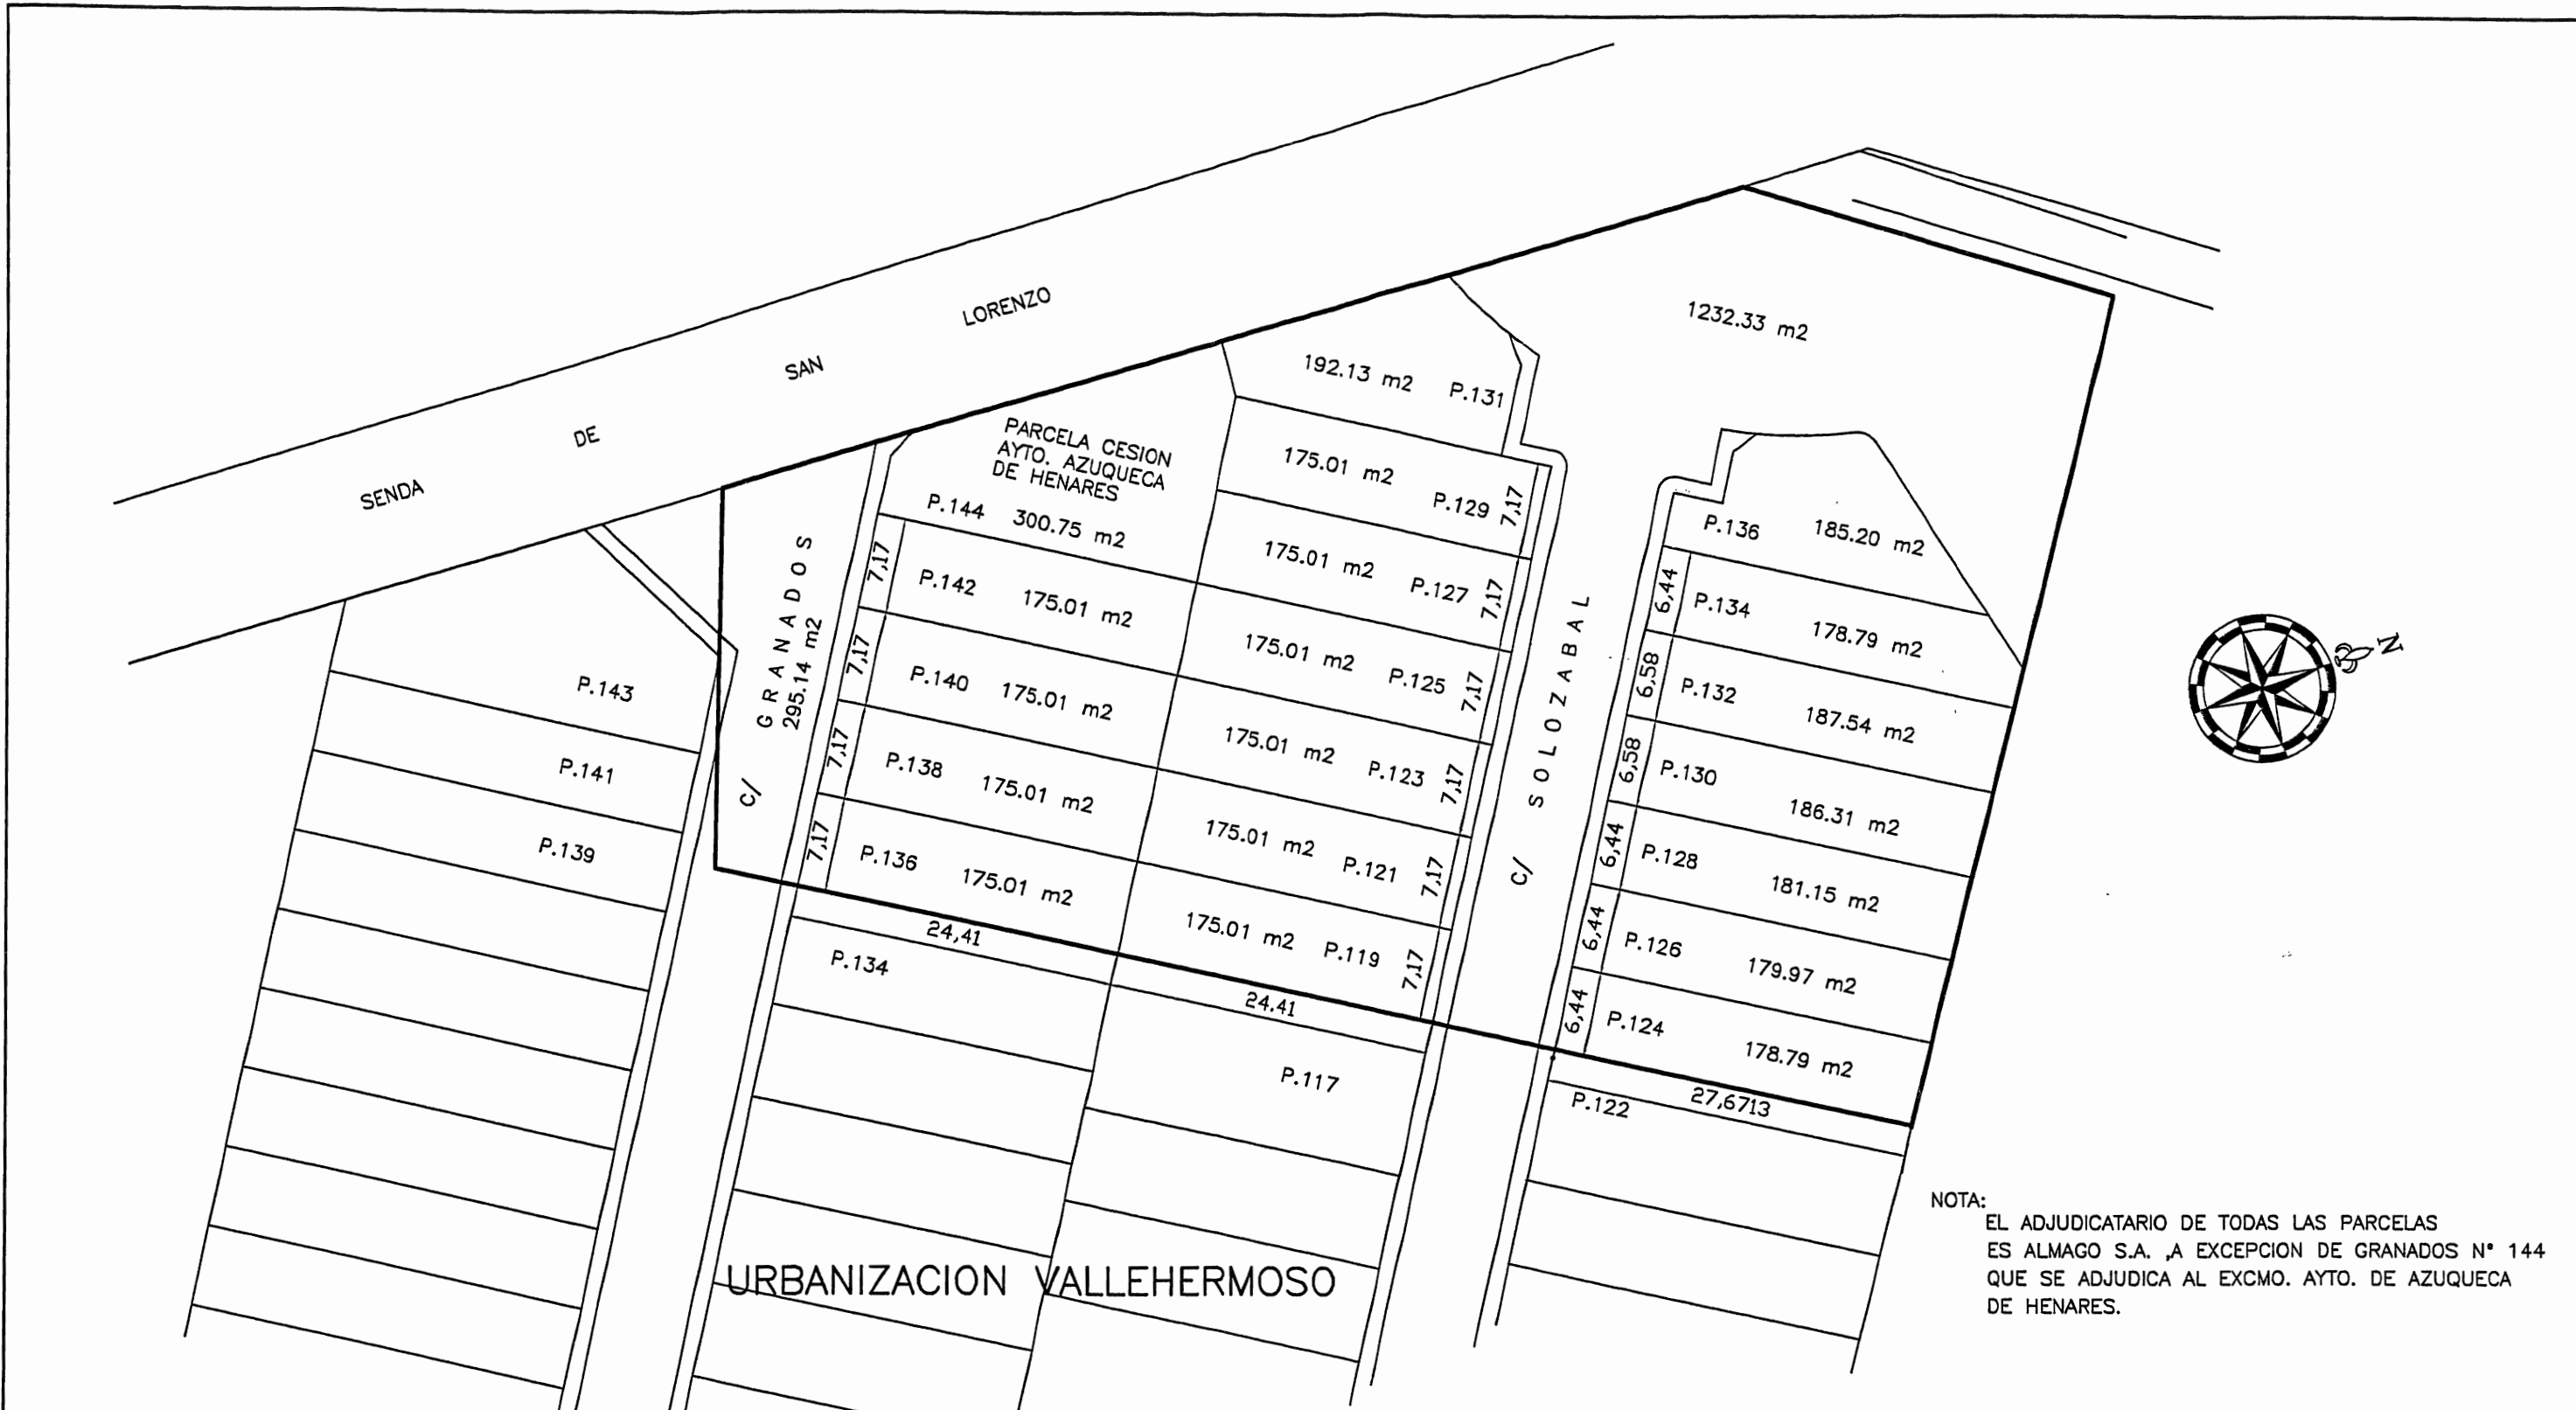 SENDA DE SAN LORENZO
1232.33 m2
192.13 m2 P.131
PARCELA CESION
AYTO. AZUQUECA
DE HENARES
P.144 300.75 m2
175.01 m2 P.129 7,17
175.01 m2 P.127 7,17
175.01 m2 P.125 7,17
175.01 m2 P.123 7,17
175.01 m2 P.121 7,17
175.01 m2 P.119 7,17
7,17 P.142 175.01 m2
7,17 P.140 175.01 m2
7,17 P.138 175.01 m2
7,17 P.136 175.01 m2
C/ GRANADOS
295.14 m2
C/ SOLOZABAL
P.136 185.20 m2
6,44 P.134 178.79 m2
6,58 P.132 187.54 m2
6,58 P.130 186.31 m2
6,44 P.128 181.15 m2
6,44 P.126 179.97 m2
6,44 P.124 178.79 m2
P.143
P.141
P.139
24,41
P.134
24.41
P.117
27,6713
P.122
N
URBANIZACION VALLEHERMOSO
NOTA:
EL ADJUDICATARIO DE TODAS LAS PARCELAS
ES ALMAGO S.A. ,A EXCEPCION DE GRANADOS Nº 144
QUE SE ADJUDICA AL EXCMO. AYTO. DE AZUQUECA
DE HENARES.